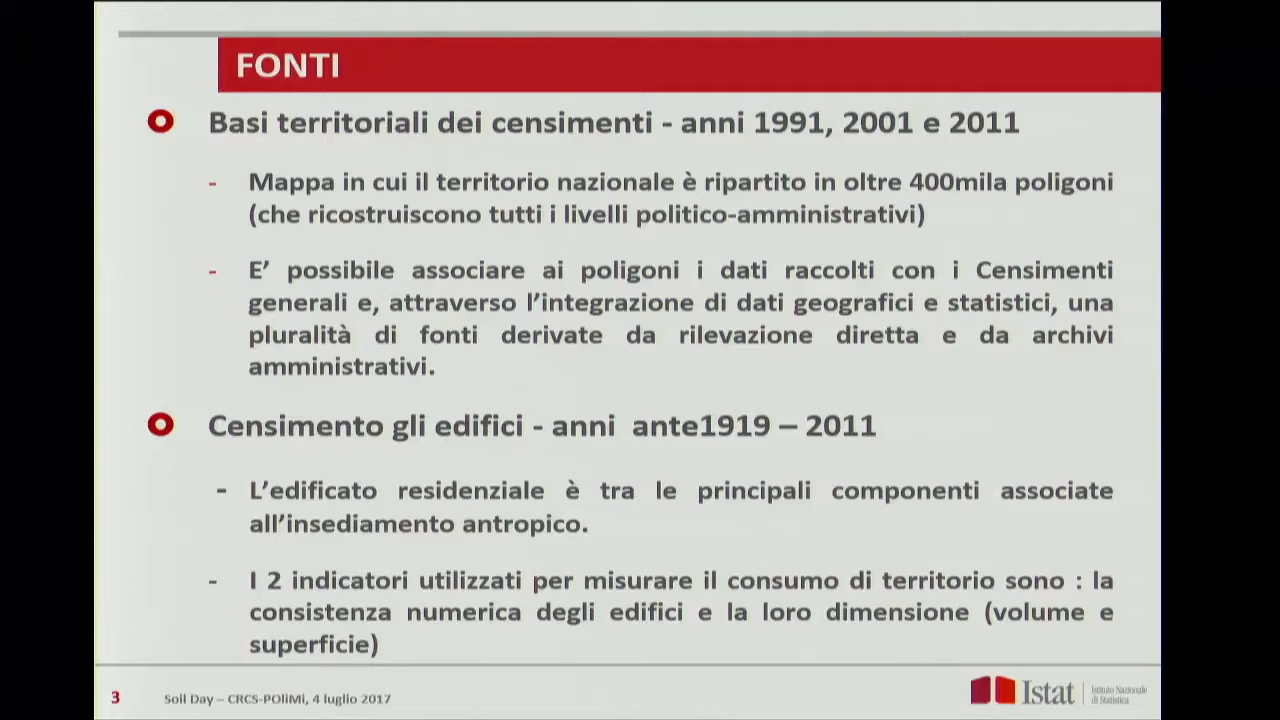 FONTI
Basi territoriali dei censimenti - anni 1991, 2001 e 2011
- Mappa in cui il territorio nazionale è ripartito in oltre 400mila poligoni
(che ricostruiscono tutti i livelli politico-amministrativi)
- E’ possibile associare ai poligoni i dati raccolti con i Censimenti
generali e, attraverso l’integrazione di dati geografici e statistici, una
pluralità di fonti derivate da rilevazione diretta e da archivi
amministrativi.
Censimento gli edifici - anni ante1919 – 2011
- L’edificato residenziale è tra le principali componenti associate
all’insediamento antropico.
- I 2 indicatori utilizzati per misurare il consumo di territorio sono : la
consistenza numerica degli edifici e la loro dimensione (volume e
superficie)
3
Soil Day – CRCS-POliMi, 4 luglio 2017
Istat
Istituto Nazionale
di Statistica